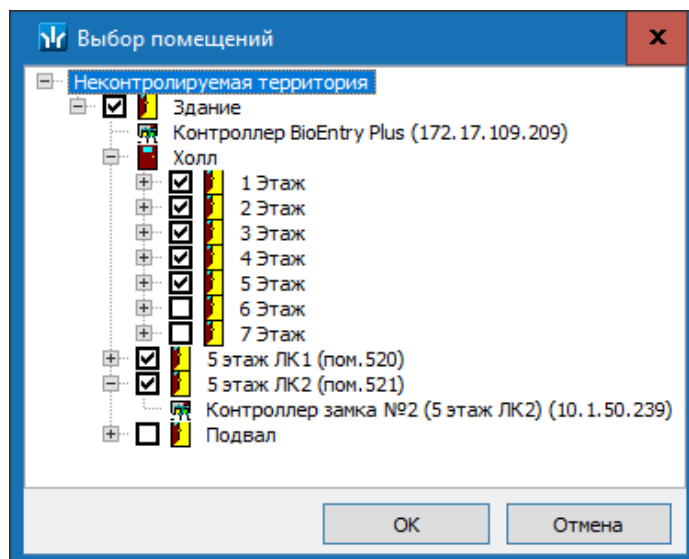 Выбор помещений
Неконтролируемая территория
Здание
Контроллер BioEntry Plus (172.17.109.209)
Холл
1 Этаж
2 Этаж
3 Этаж
4 Этаж
5 Этаж
6 Этаж
7 Этаж
5 этаж ЛК1 (пом.520)
5 этаж ЛК2 (пом.521)
Контроллер замка №2 (5 этаж ЛК2) (10.1.50.239)
Подвал
ОК Отмена